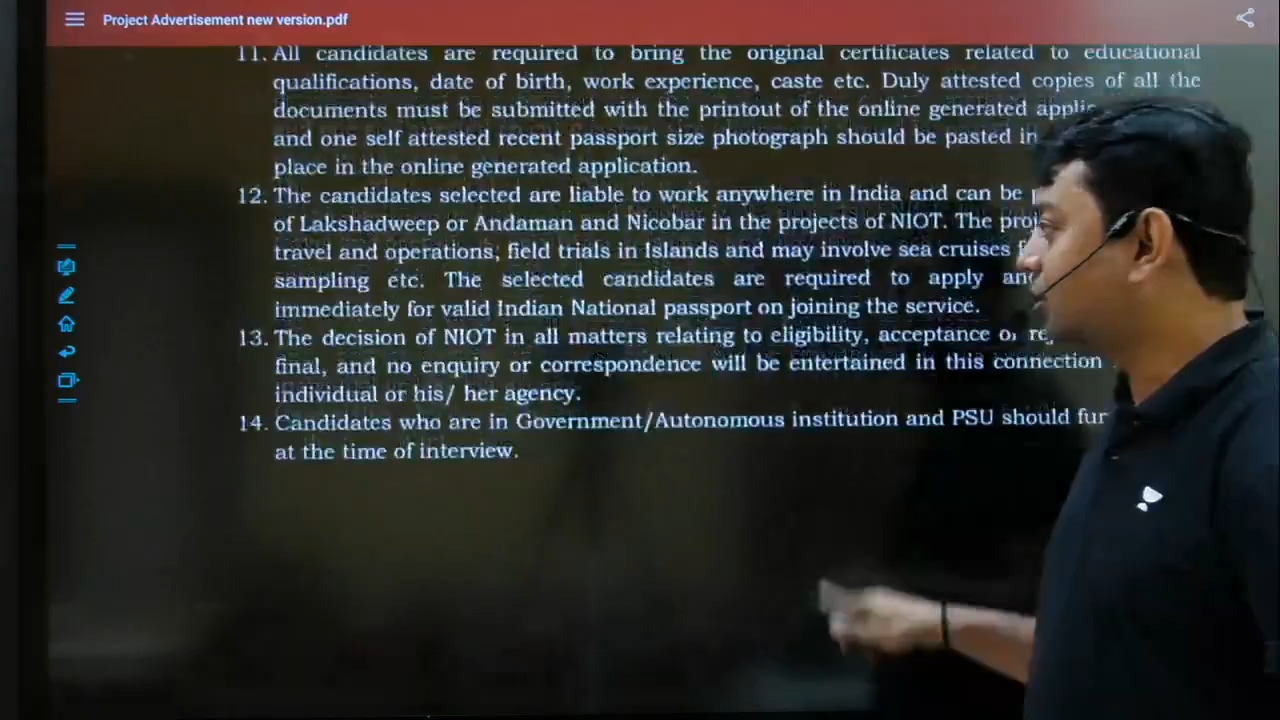 Project Advertisement new version.pdf
11. All candidates are required to bring the original certificates related to educational
qualifications, date of birth, work experience, caste etc. Duly attested copies of all the
documents must be submitted with the printout of the online generated
and one self attested recent passport size photograph should be pasted in
place in the online generated application.
12. The candidates selected are liable to work anywhere in India and can be
of Lakshadweep or Andaman and Nicobar in the projects of NIOT. The
travel and operations, field trials in Islands and may involve sea cruises
sampling etc. The selected candidates are required to apply
immediately for valid Indian National passport on joining the service.
13. The decision of NIOT in all matters relating to eligibility, acceptance
final, and no enquiry or correspondence will be entertained in this connection
individual or his/ her agency.
14. Candidates who are in Government/Autonomous institution and PSU should
at the time of interview.